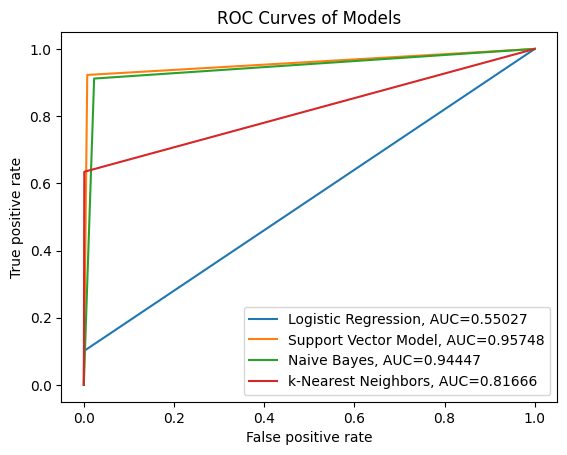 ROC Curves of Models
True positive rate
1.0
0.8
0.6
0.4
0.2
0.0
Logistic Regression, AUC=0.55027
Support Vector Model, AUC=0.95748
Naive Bayes, AUC=0.94447
k-Nearest Neighbors, AUC=0.81666
0.0 0.2 0.4 0.6 0.8 1.0
False positive rate